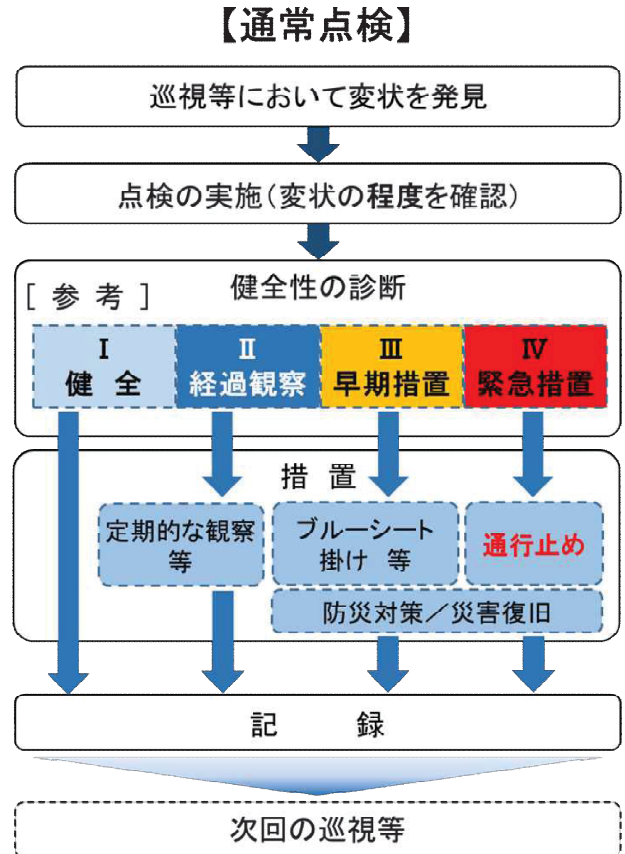 【通常点検】
巡視等において変状を発見
点検の実施(変状の程度を確認)
健全性の診断
[ 参 考 ]
Ⅰ
健 全
Ⅱ
経過観察
Ⅲ
早期措置
Ⅳ
緊急措置
措 置
定期的な観察
等
ブルーシート
掛け 等
通行止め
防災対策/災害復旧
記 録
次回の巡視等